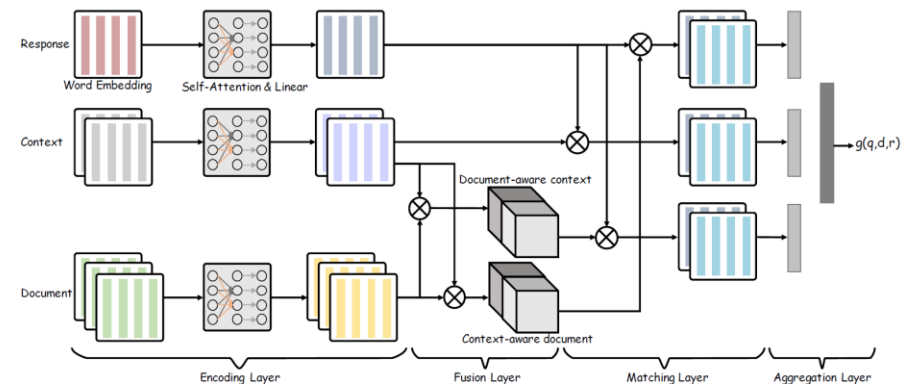 Response
Word Embedding
Self-Attention & Linear
Context
Document-aware context
g(q,d,r)
Document
Context-aware document
Encoding Layer
Fusion Layer
Matching Layer
Aggregation Layer